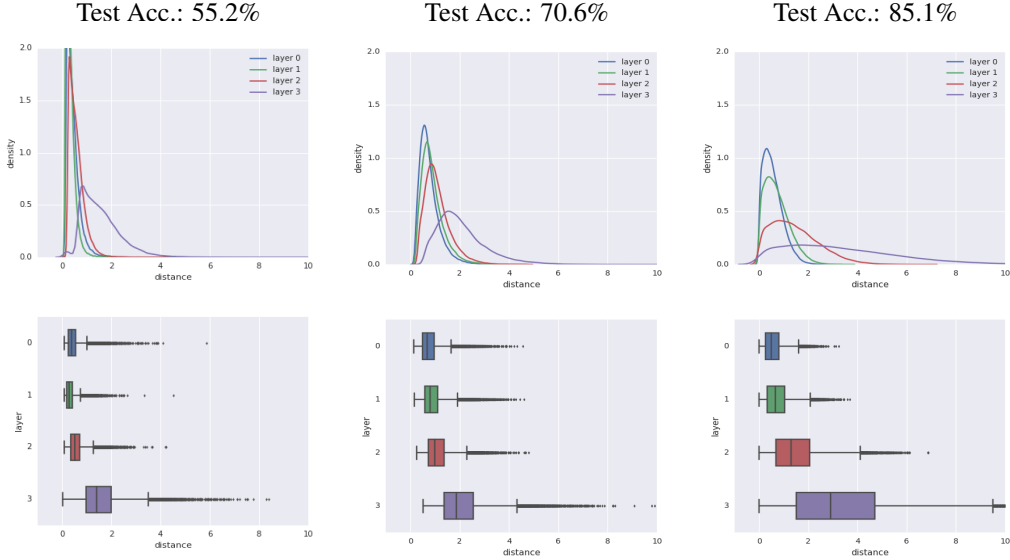 Test Acc.: 55.2%
Test Acc.: 70.6%
Test Acc.: 85.1%
2.0
1.5
1.0
0.5
0.0
density
0 2 4 6 8 10
distance
layer 0
layer 1
layer 2
layer 3
2.0
1.5
1.0
0.5
0.0
density
0 2 4 6 8 10
distance
layer 0
layer 1
layer 2
layer 3
2.0
1.5
1.0
0.5
0.0
density
0 2 4 6 8 10
distance
layer 0
layer 1
layer 2
layer 3
0
1
2
3
layer
0 2 4 6 8 10
distance
0
1
2
3
layer
0 2 4 6 8 10
distance
0
1
2
3
layer
0 2 4 6 8 10
distance